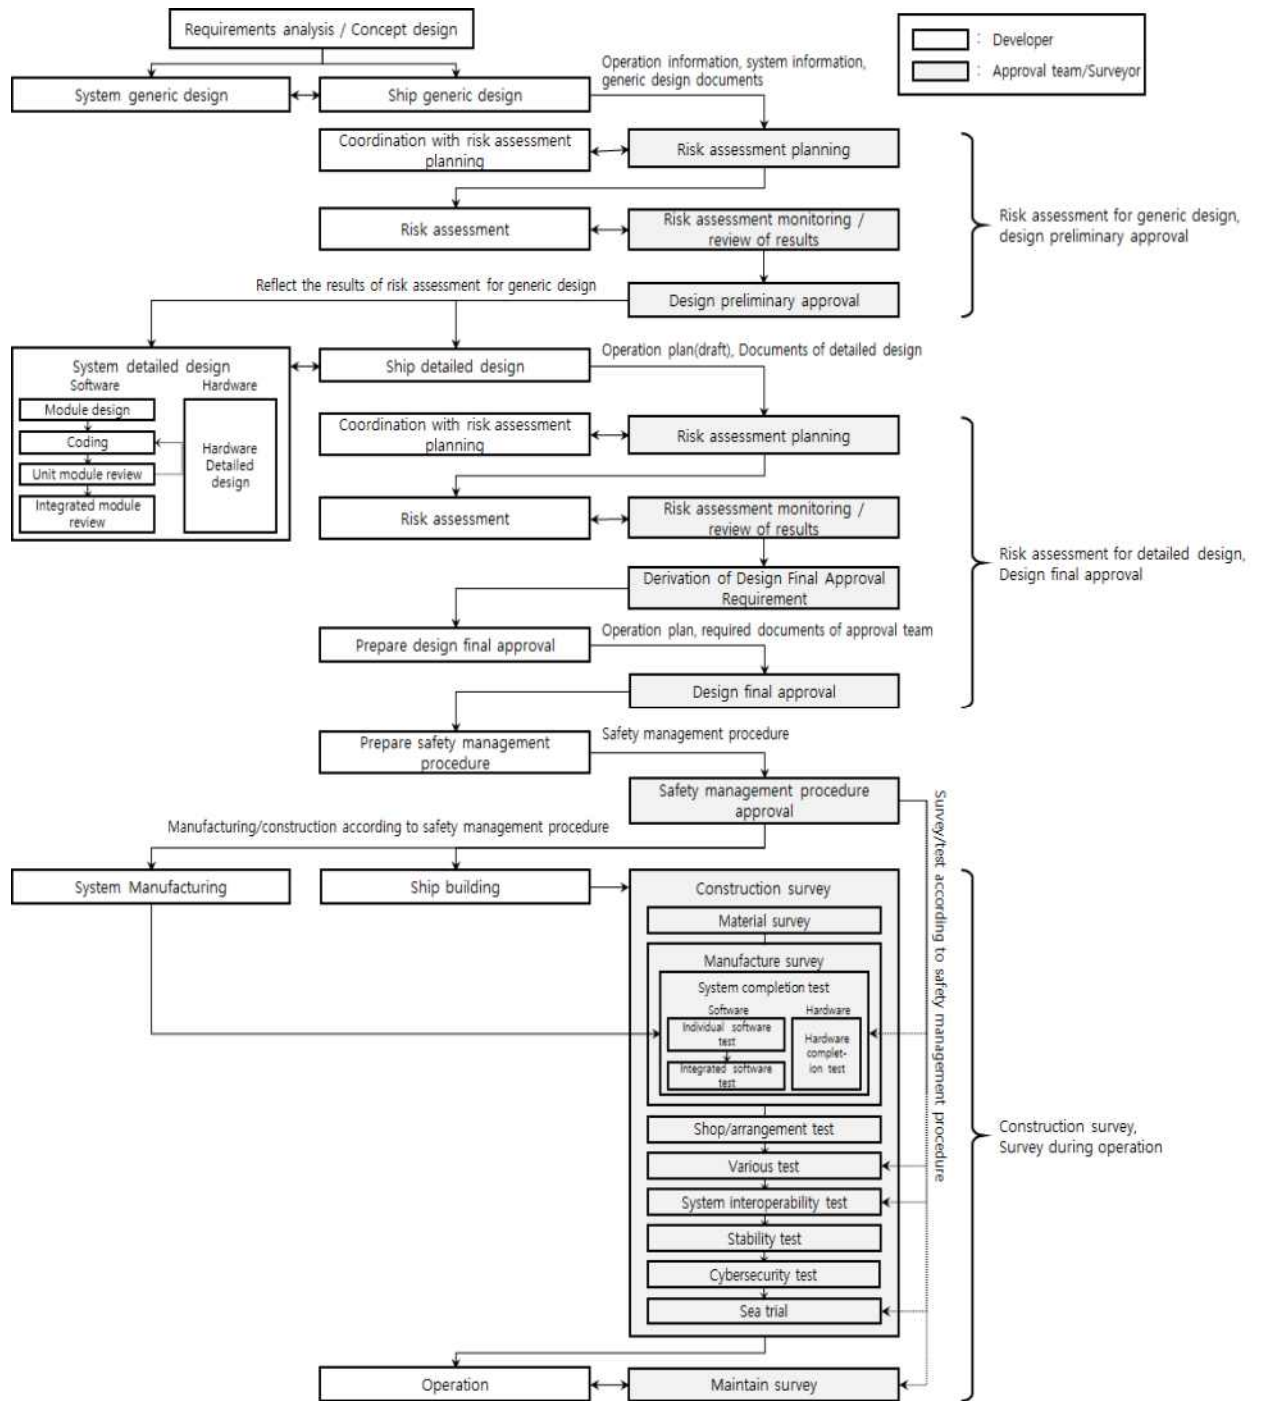 Requirements analysis / Concept design
: Developer
: Approval team/Surveyor
System generic design
Ship generic design
Operation information, system information,
generic design documents
Coordination with risk assessment
planning
Risk assessment planning
Risk assessment
Risk assessment monitoring /
review of results
Risk assessment for generic design,
design preliminary approval
Reflect the results of risk assessment for generic design
Design preliminary approval
System detailed design
Software
Hardware
Module design
Coding
Unit module review
Integrated module
review
Hardware
Detailed
design
Ship detailed design
Operation plan(draft), Documents of detailed design
Coordination with risk assessment
planning
Risk assessment planning
Risk assessment
Risk assessment monitoring /
review of results
Derivation of Design Final Approval
Requirement
Prepare design final approval
Operation plan, required documents of approval team
Design final approval
Risk assessment for detailed design,
Design final approval
Prepare safety management
procedure
Safety management procedure
Safety management procedure
approval
Survey/test according to safety management procedure
Manufacturing/construction according to safety management procedure
System Manufacturing
Ship building
Construction survey
Material survey
Manufacture survey
System completion test
Software
Hardware
Individual software
test
Integrated software
test
Hardware
complet-
ion test
Shop/arrangement test
Various test
System interoperability test
Stability test
Cybersecurity test
Sea trial
Construction survey,
Survey during operation
Operation
Maintain survey